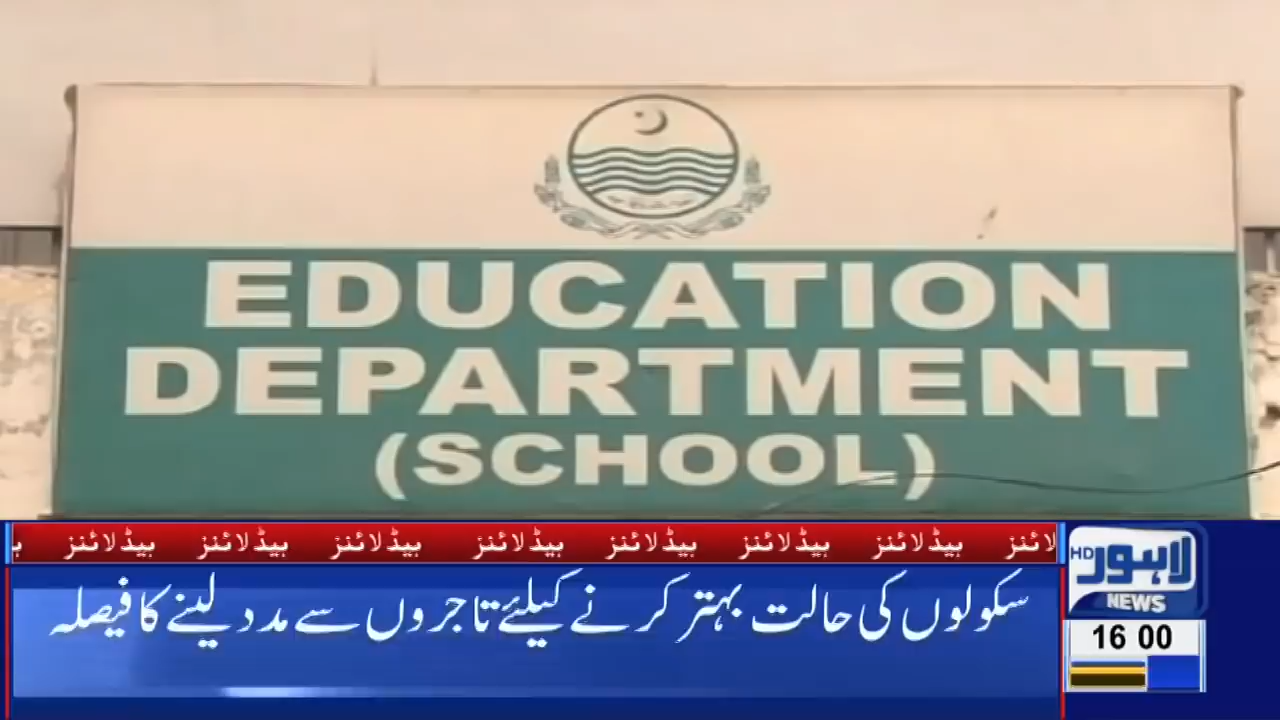 EDUCATION
DEPARTMENT
(SCHOOL)
ہیڈلائنز ہیڈلائنز ہیڈلائنز ہیڈلائنز ہیڈلائنز ہیڈلائنز ہیڈلائنز
سکولوں کی حالت بہتر کرنے کیلئے تاجروں سے مدد لینے کا فیصلہ
HD لاہور
NEWS
16 00